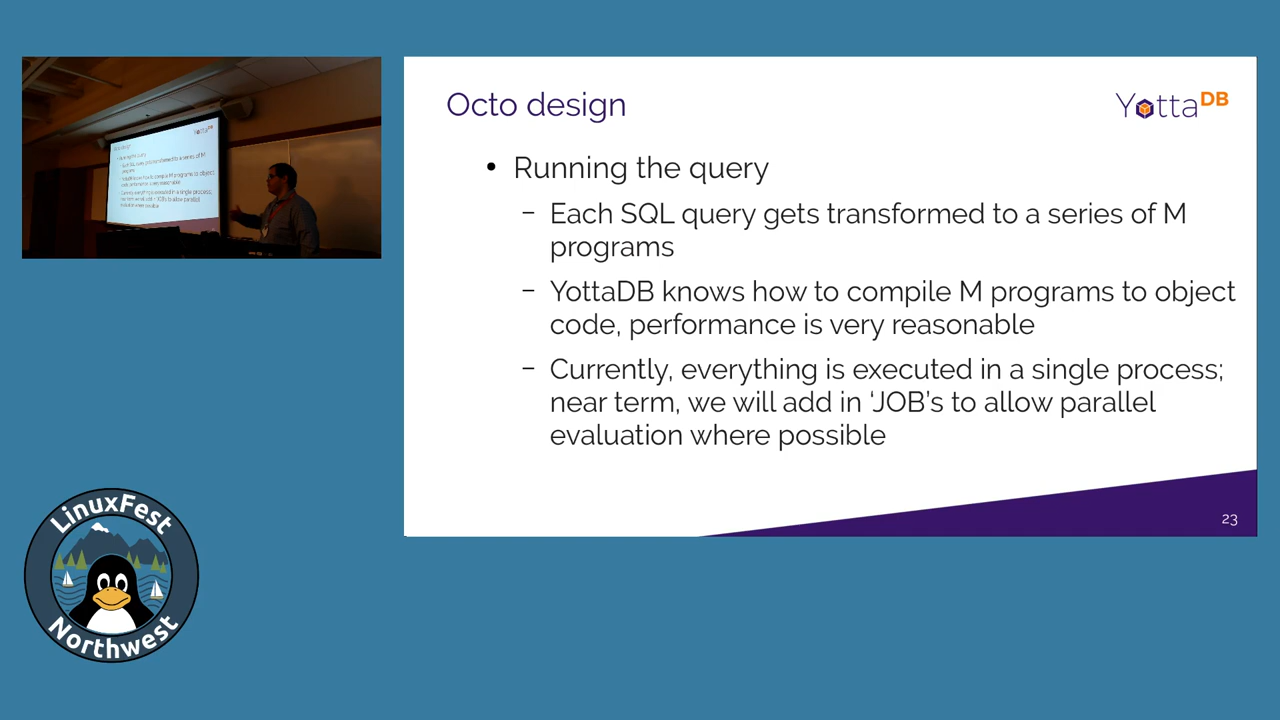 Octo design
YottaDB
• Running the query
– Each SQL query gets transformed to a series of M
programs
– YottaDB knows how to compile M programs to object
code, performance is very reasonable
– Currently, everything is executed in a single process;
near term, we will add in ‘JOB’s to allow parallel
evaluation where possible
23
LinuxFest
Northwest